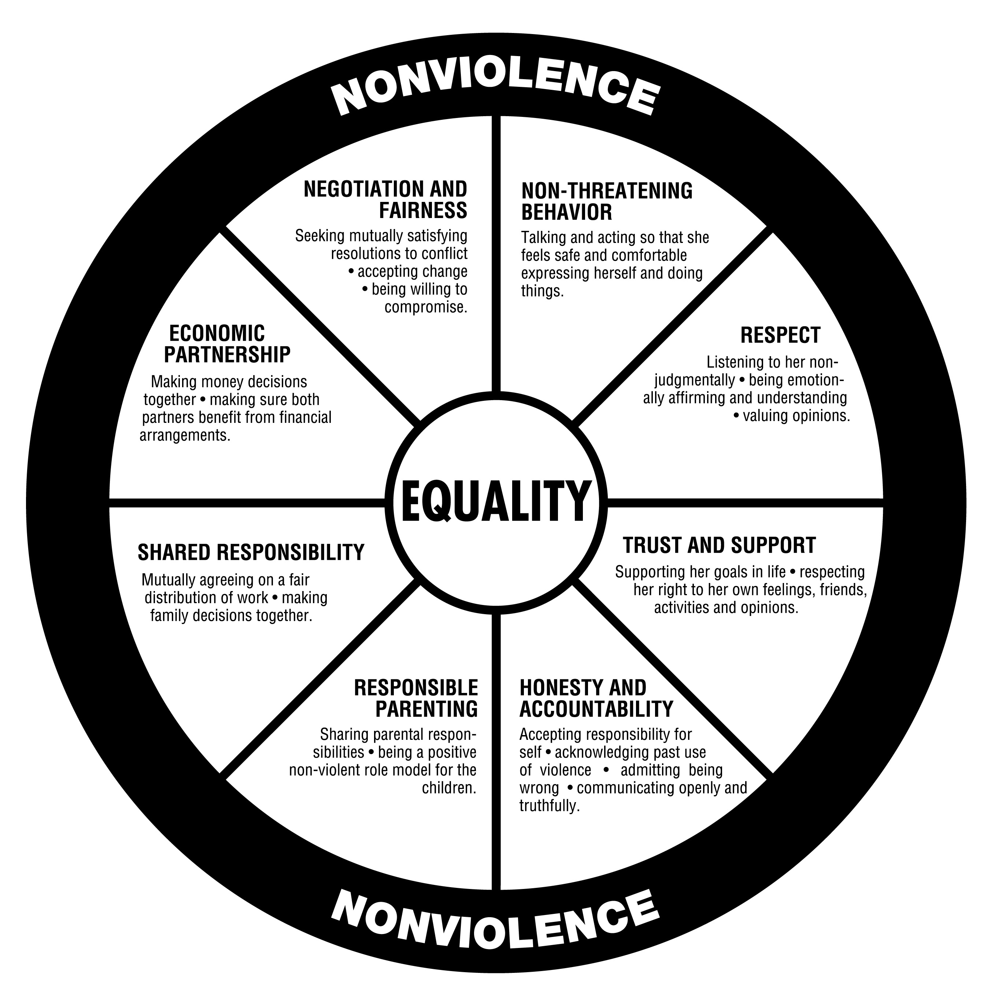 NONVIOLENCE
NEGOTIATION AND
FAIRNESS
Seeking mutually satisfying
resolutions to conflict
• accepting change
• being willing to
compromise.
NON-THREATENING
BEHAVIOR
Talking and acting so that she
feels safe and comfortable
expressing herself and doing
things.
ECONOMIC
PARTNERSHIP
Making money decisions
together • making sure both
partners benefit from financial
arrangements.
RESPECT
Listening to her non-
judgmentally • being emotion-
ally affirming and understanding
• valuing opinions.
EQUALITY
SHARED RESPONSIBILITY
Mutually agreeing on a fair
distribution of work • making
family decisions together.
TRUST AND SUPPORT
Supporting her goals in life • respecting
her right to her own feelings, friends,
activities and opinions.
RESPONSIBLE
PARENTING
Sharing parental respon-
sibilities • being a positive
non-violent role model for the
children.
HONESTY AND
ACCOUNTABILITY
Accepting responsibility for
self • acknowledging past use
of violence • admitting being
wrong • communicating openly and
truthfully.
NONVIOLENCE